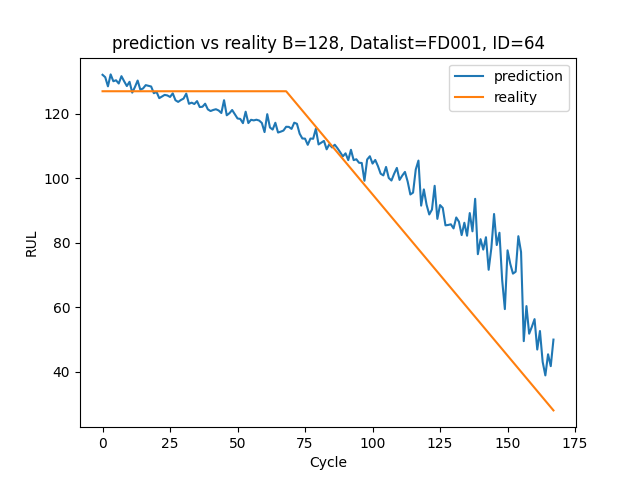 prediction vs reality B=128, Datalist=FD001, ID=64
prediction
reality
RUL
120
100
80
60
40
0 25 50 75 100 125 150 175
Cycle